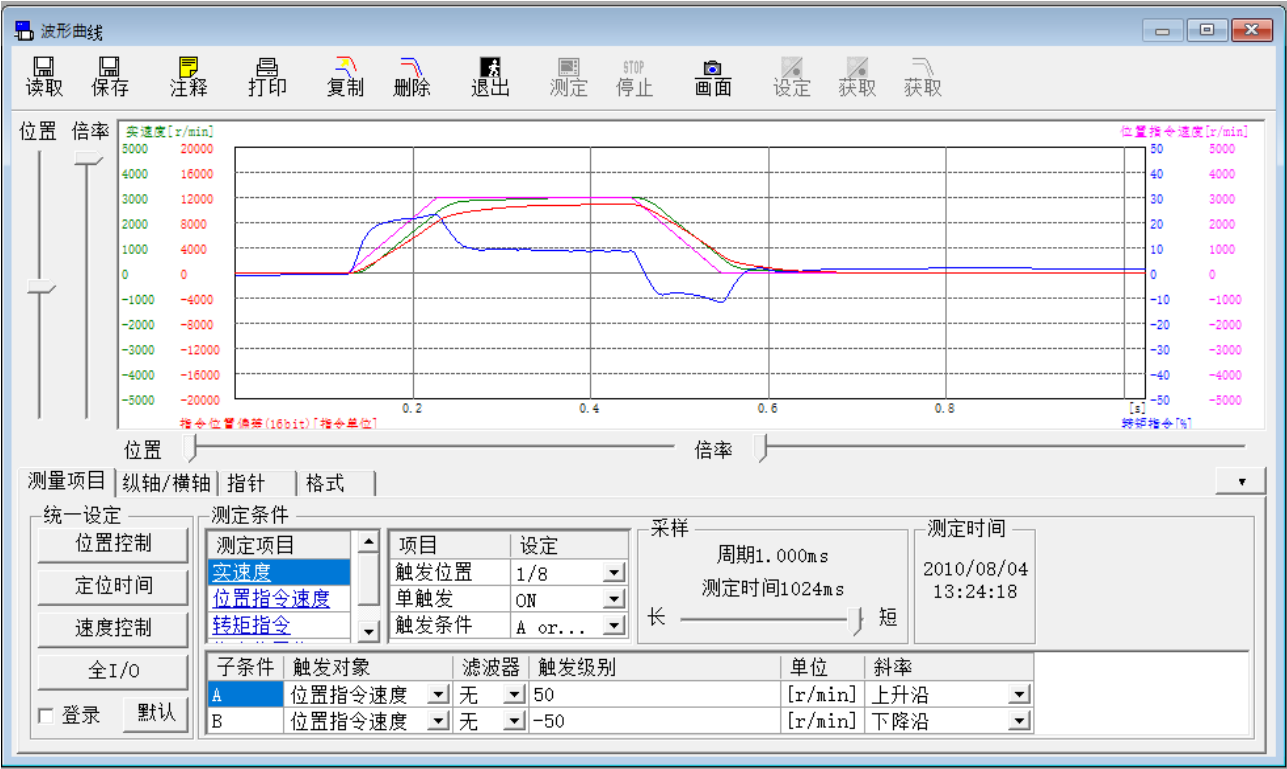 波形曲线
读取 保存 注释 打印 复制 删除 退出 测定 STOP 停止 画面 设定 获取 获取
位置 倍率 实速度[r/min] 位置指令速度[r/min]
5000 20000 50 5000
4000 16000 40 4000
3000 12000 30 3000
2000 8000 20 2000
1000 4000 10 1000
0 0 0 0
-1000 -4000 -10 -1000
-2000 -8000 -20 -2000
-3000 -12000 -30 -3000
-4000 -16000 -40 -4000
-5000 -20000 0.2 0.4 0.6 0.8 [s] -50 -5000
指令位置偏差(16bit)[指令单位] 转矩指令[%]
位置 倍率
测量项目 纵轴/横轴 指针 格式
统一设定 测定条件 采样 测定时间
位置控制 测定项目 项目 设定 周期1.000ms
定位时间 实速度 触发位置 1/8 测定时间1024ms 2010/08/04
位置指令速度 单触发 ON 13:24:18
速度控制 转矩指令 触发条件 A or... 长 短
全I/O 子条件 触发对象 滤波器 触发级别 单位 斜率
A 位置指令速度 无 50 [r/min] 上升沿
登录 默认 B 位置指令速度 无 -50 [r/min] 下降沿